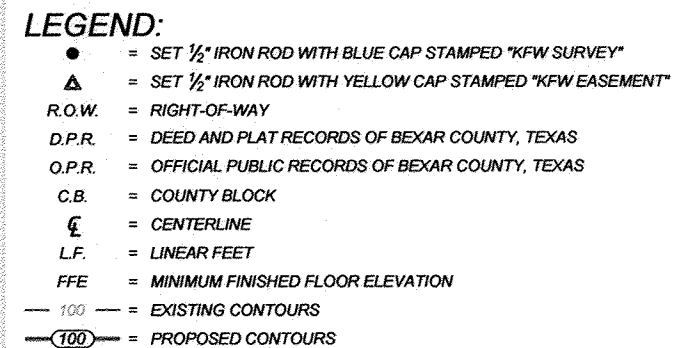 LEGEND:
● = SET ½" IRON ROD WITH BLUE CAP STAMPED "KFW SURVEY"
△ = SET ½" IRON ROD WITH YELLOW CAP STAMPED "KFW EASEMENT"
R.O.W. = RIGHT-OF-WAY
D.P.R. = DEED AND PLAT RECORDS OF BEXAR COUNTY, TEXAS
O.P.R. = OFFICIAL PUBLIC RECORDS OF BEXAR COUNTY, TEXAS
C.B. = COUNTY BLOCK
℄ = CENTERLINE
L.F. = LINEAR FEET
FFE = MINIMUM FINISHED FLOOR ELEVATION
— 100 — = EXISTING CONTOURS
—(100)— = PROPOSED CONTOURS